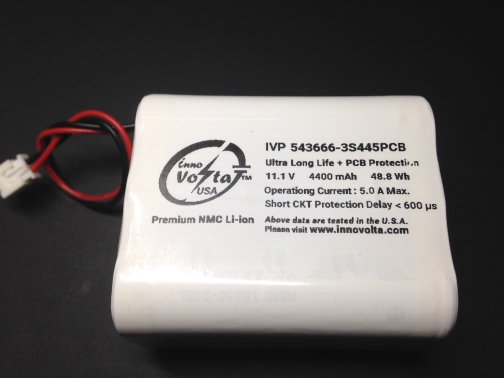 inno
Volta TM
USA
Premium NMC Li-ion
IVP 543666-3S445PCB
Ultra Long Life + PCB Protection
11.1 V 4400 mAh 48.8 Wh
Operationg Current : 5.0 A Max.
Short CKT Protection Delay < 600 µs
Above data are tested in the U.S.A.
Please visit www.innovolta.com